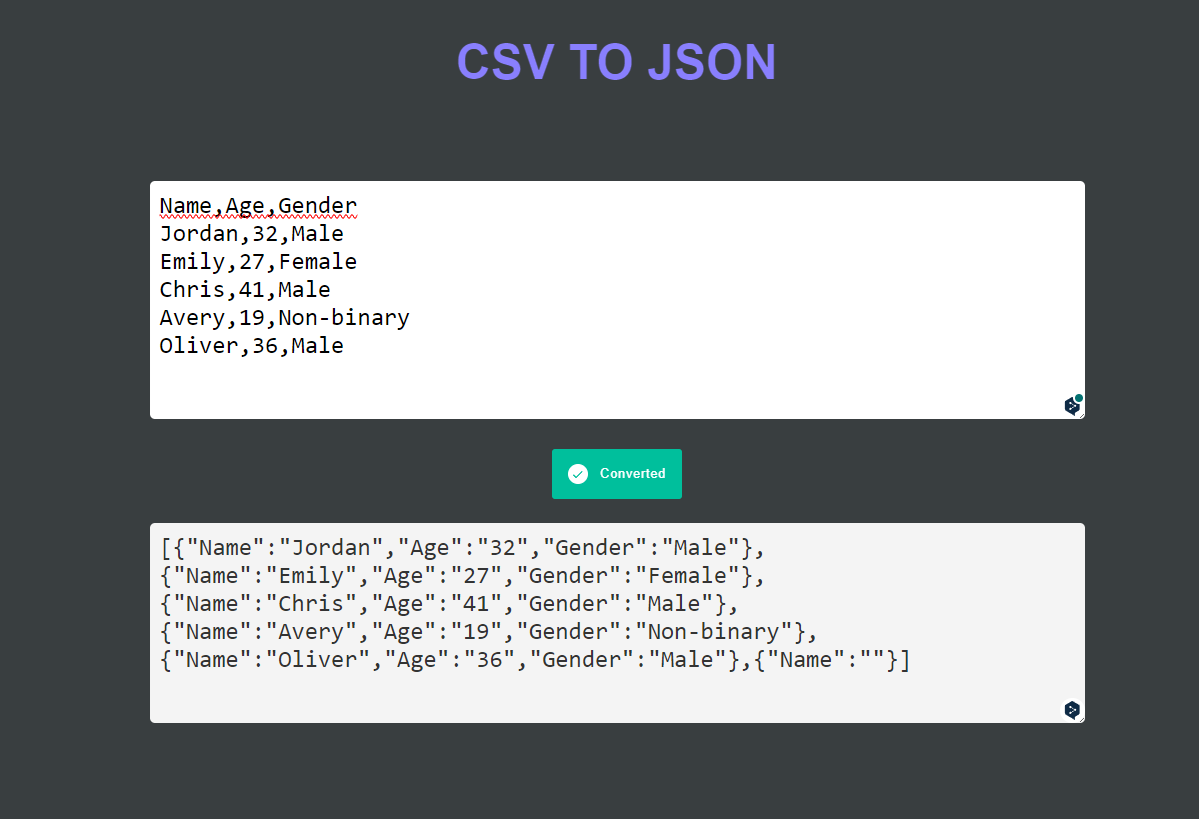 CSV TO JSON
Name,Age,Gender
Jordan,32,Male
Emily,27,Female
Chris,41,Male
Avery,19,Non-binary
Oliver,36,Male
Converted
[{"Name":"Jordan","Age":"32","Gender":"Male"},
{"Name":"Emily","Age":"27","Gender":"Female"},
{"Name":"Chris","Age":"41","Gender":"Male"},
{"Name":"Avery","Age":"19","Gender":"Non-binary"},
{"Name":"Oliver","Age":"36","Gender":"Male"},{"Name":""}]